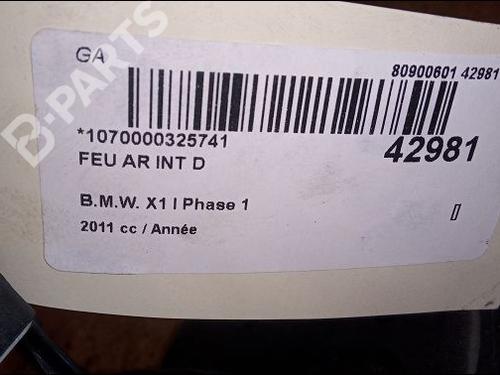 B-PARTS
GA
80900601 42981
*1070000325741
42981
FEU AR INT D
B.M.W. X1 I Phase 1
2011 cc / Année